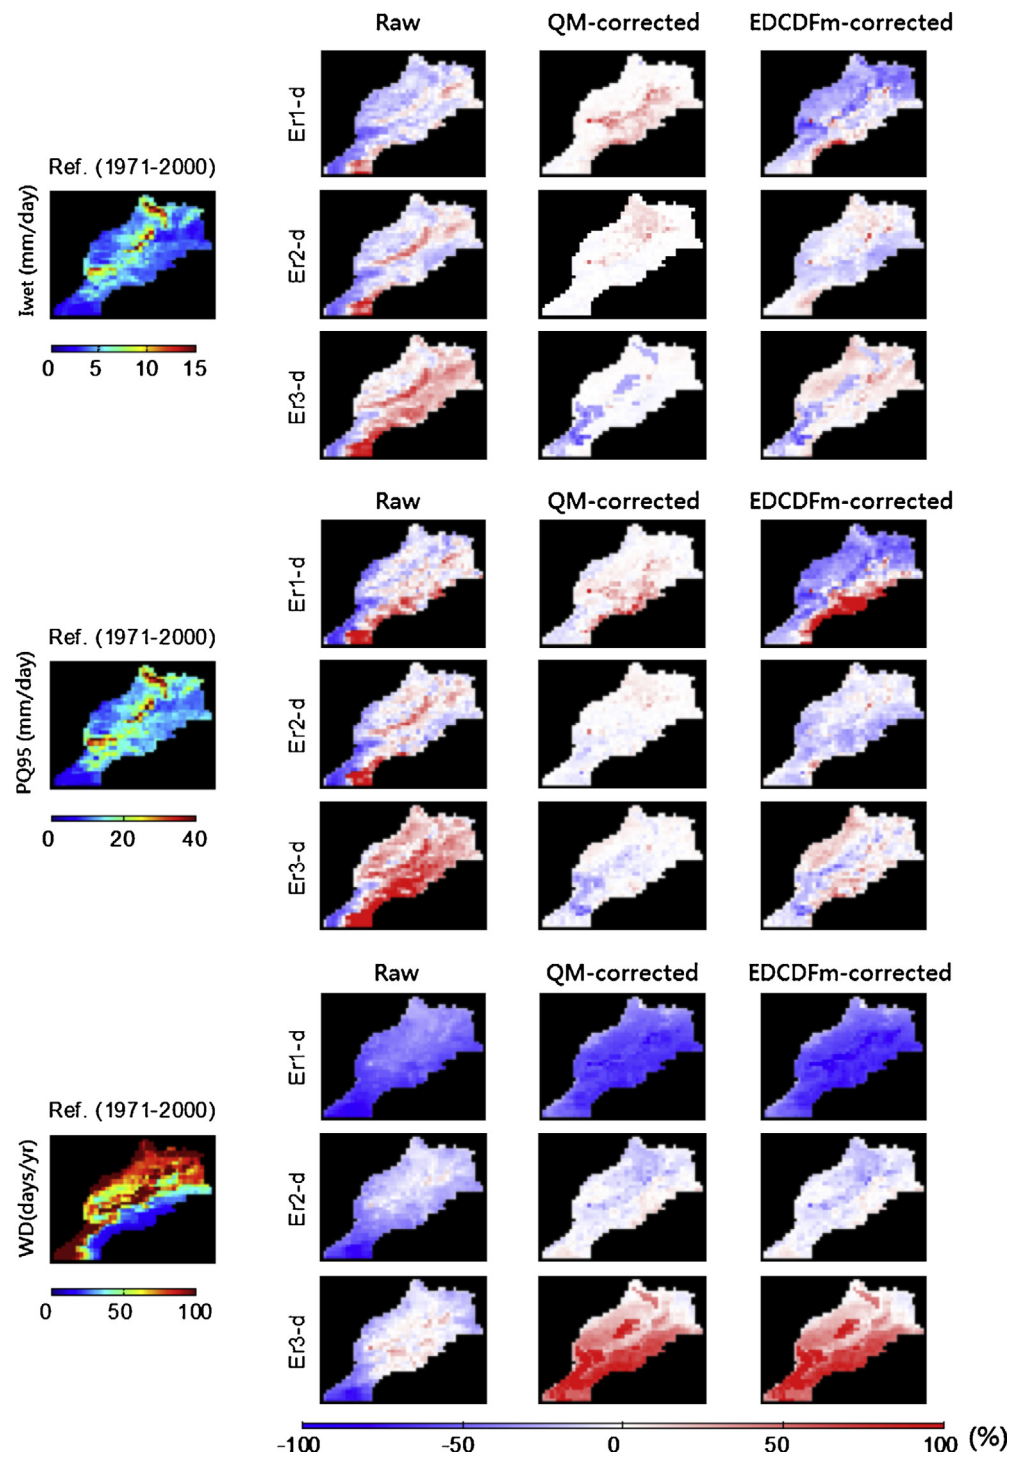 Raw QM-corrected EDCDFm-corrected
Er1-d
Ref. (1971-2000)
Iwet (mm/day)
Er2-d
0 5 10 15
Er3-d
Raw QM-corrected EDCDFm-corrected
Er1-d
Ref. (1971-2000)
PQ95 (mm/day)
Er2-d
0 20 40
Er3-d
Raw QM-corrected EDCDFm-corrected
Er1-d
Ref. (1971-2000)
WD(days/yr)
Er2-d
0 50 100
Er3-d
-100 -50 0 50 100 (%)